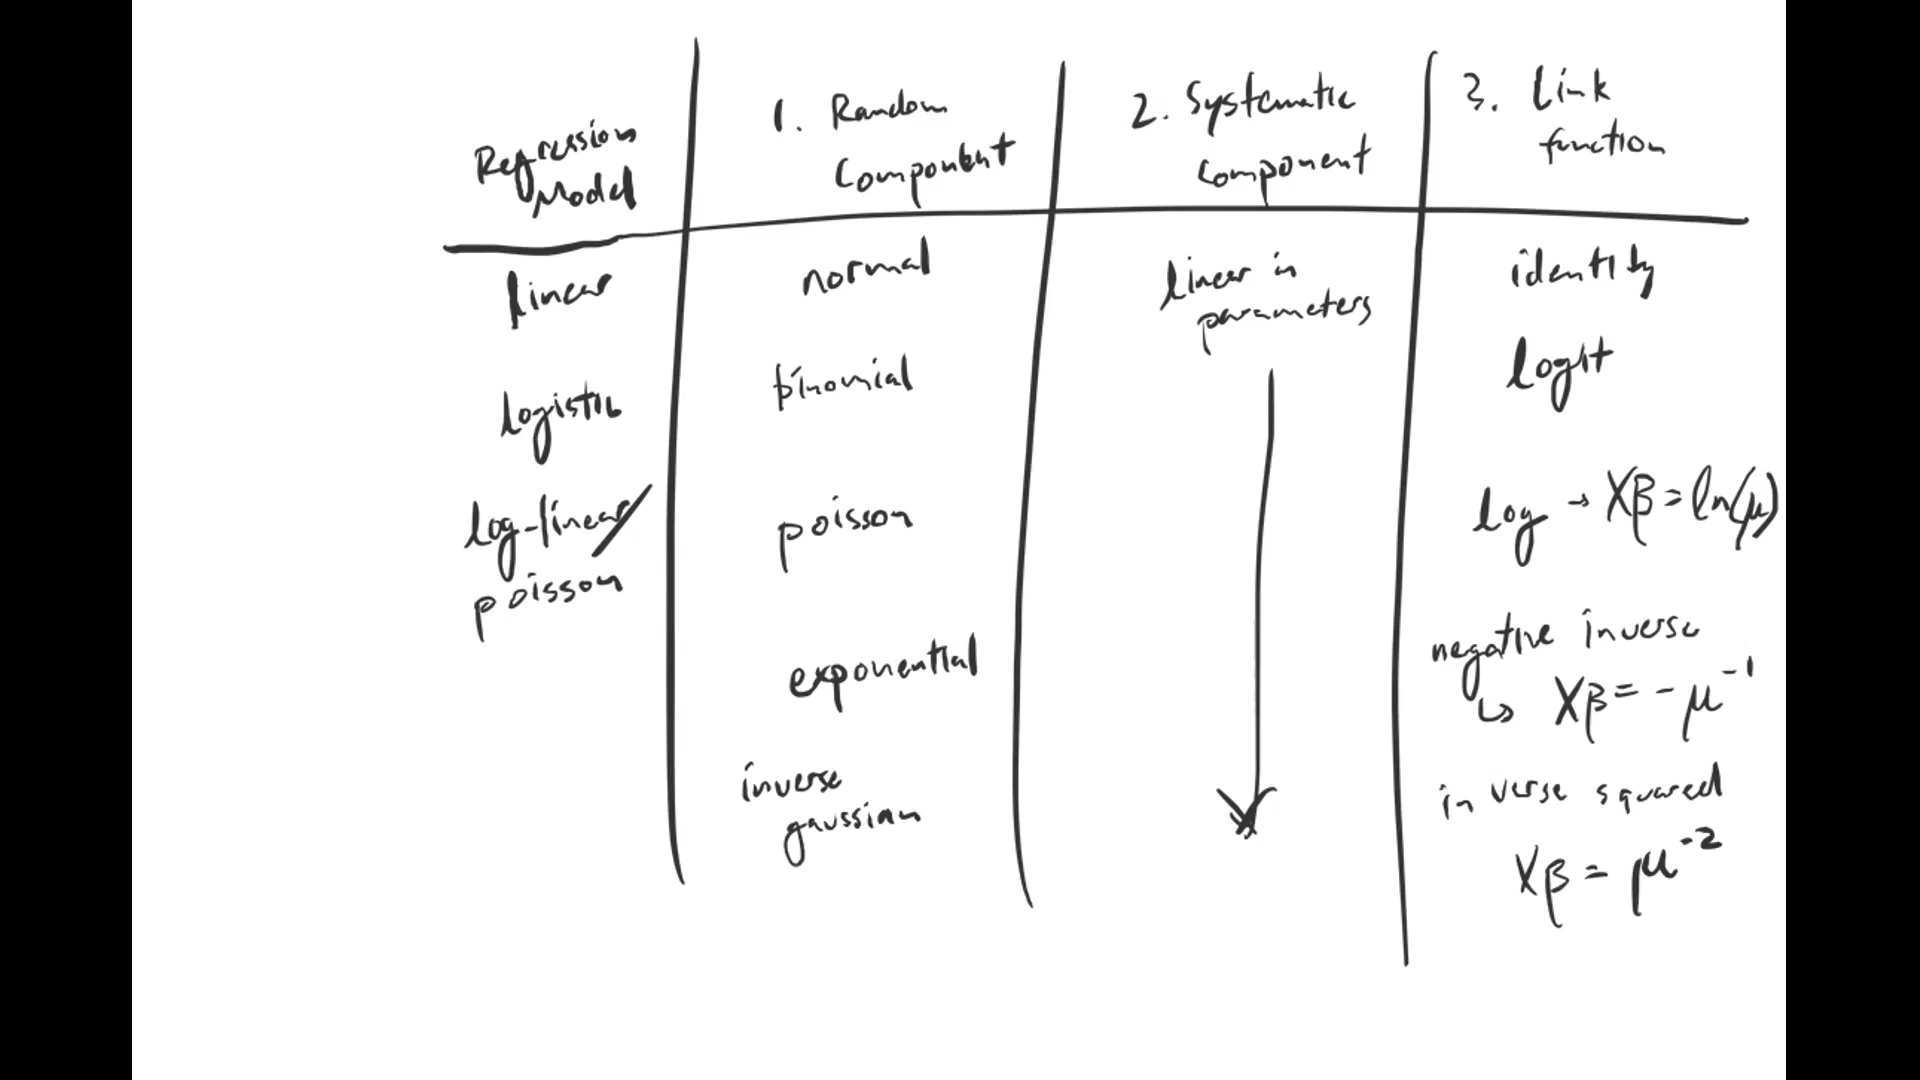 Regression Model
1. Random Component
2. Systematic component
3. Link function
linear
normal
linear in parameters
identity
logistic
binomial
logit
log-linear/
poisson
poisson
log → Xβ = ln(μ)
exponential
negative inverse
↳ Xβ = -μ⁻¹
inverse gaussian
inverse squared
Xβ = μ⁻²